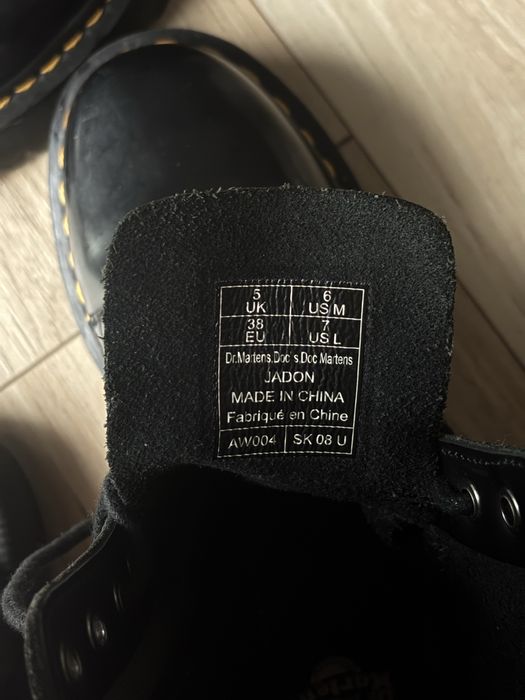 5 6
UK US M
38 7
EU US L
Dr.Martens.Doc's.Doc Martens
JADON
MADE IN CHINA
Fabriqué en Chine
AW004 SK 08 U